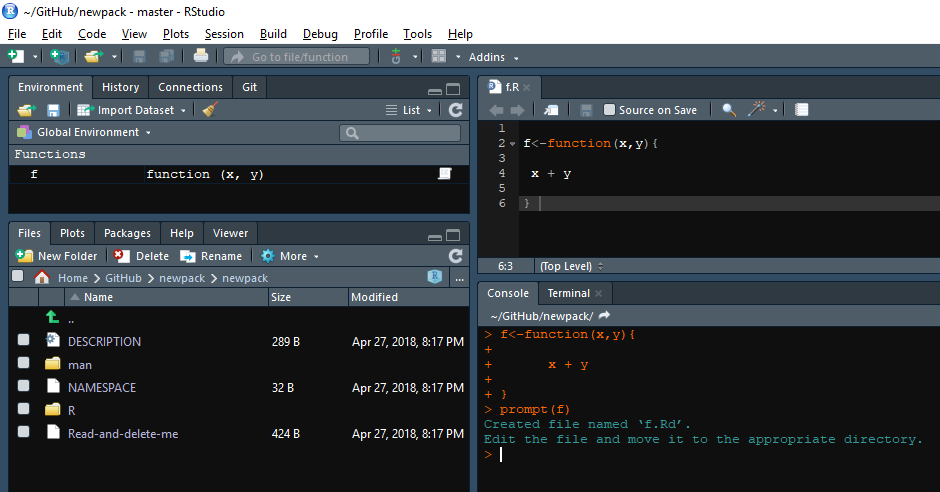 ~/GitHub/newpack - master - RStudio
File Edit Code View Plots Session Build Debug Profile Tools Help
Go to file/function Addins
Environment History Connections Git
Import Dataset List
Global Environment
Functions
f function (x, y)
Files Plots Packages Help Viewer
New Folder Delete Rename More
Home GitHub newpack newpack R ...
Name Size Modified
..
DESCRIPTION 289 B Apr 27, 2018, 8:17 PM
man
NAMESPACE 32 B Apr 27, 2018, 8:17 PM
R
Read-and-delete-me 424 B Apr 27, 2018, 8:17 PM
f.R
Source on Save
1
2 f<-function(x,y){
3
4 x + y
5
6 }
6:3 (Top Level)
Console Terminal
~/GitHub/newpack/
> f<-function(x,y){
+
+ x + y
+
+ }
> prompt(f)
Created file named ‘f.Rd’.
Edit the file and move it to the appropriate directory.
>